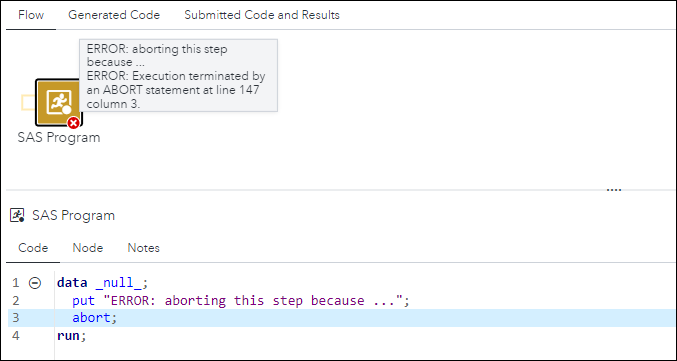 Flow Generated Code Submitted Code and Results
ERROR: aborting this step
because ...
ERROR: Execution terminated by
an ABORT statement at line 147
column 3.
SAS Program
SAS Program
Code Node Notes
1 data _null_;
2 put "ERROR: aborting this step because ...";
3 abort;
4 run;